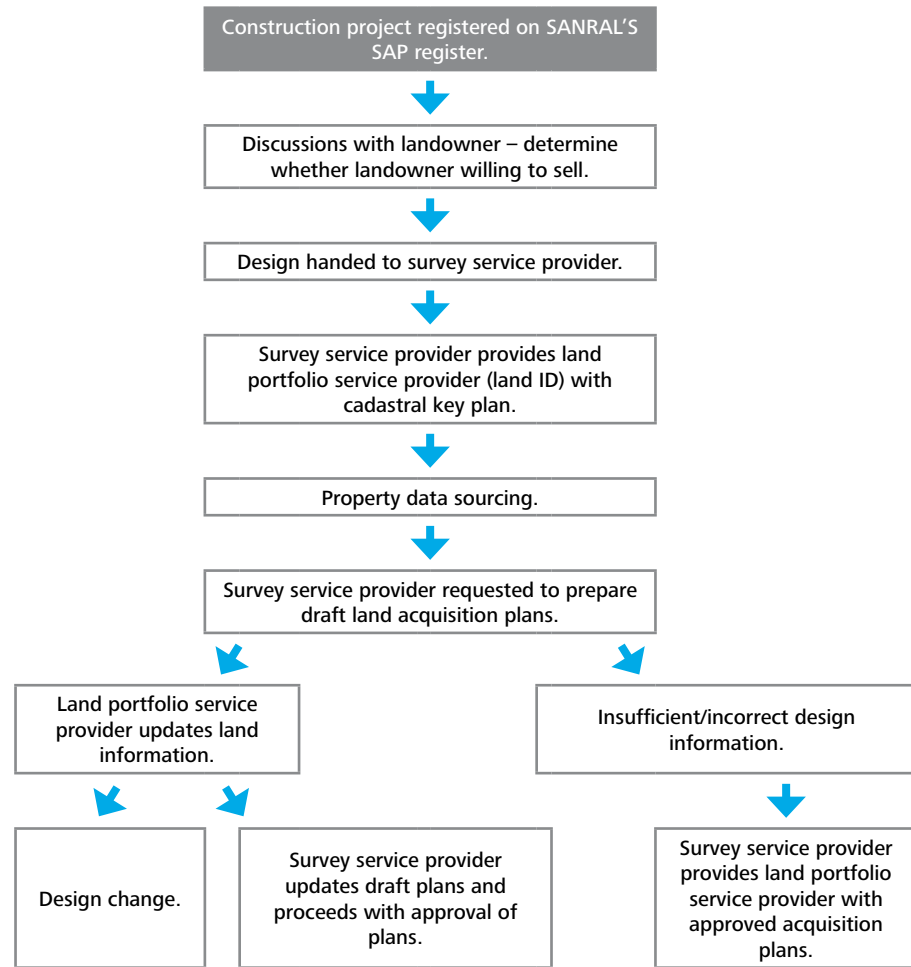 Construction project registered on SANRAL'S
SAP register.
Discussions with landowner – determine
whether landowner willing to sell.
Design handed to survey service provider.
Survey service provider provides land
portfolio service provider (land ID) with
cadastral key plan.
Property data sourcing.
Survey service provider requested to prepare
draft land acquisition plans.
Land portfolio service
provider updates land
information.
Insufficient/incorrect design
information.
Design change.
Survey service provider
updates draft plans and
proceeds with approval of
plans.
Survey service provider
provides land portfolio
service provider with
approved acquisition
plans.